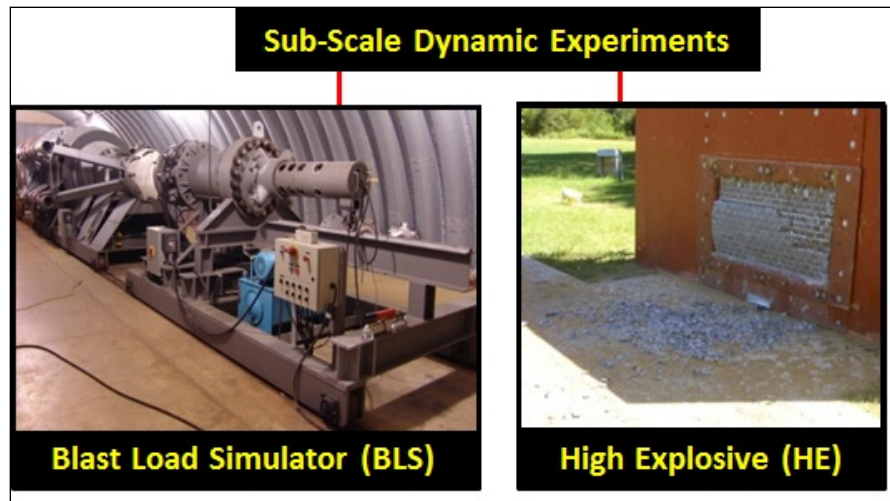 Sub-Scale Dynamic Experiments
Blast Load Simulator (BLS)
High Explosive (HE)